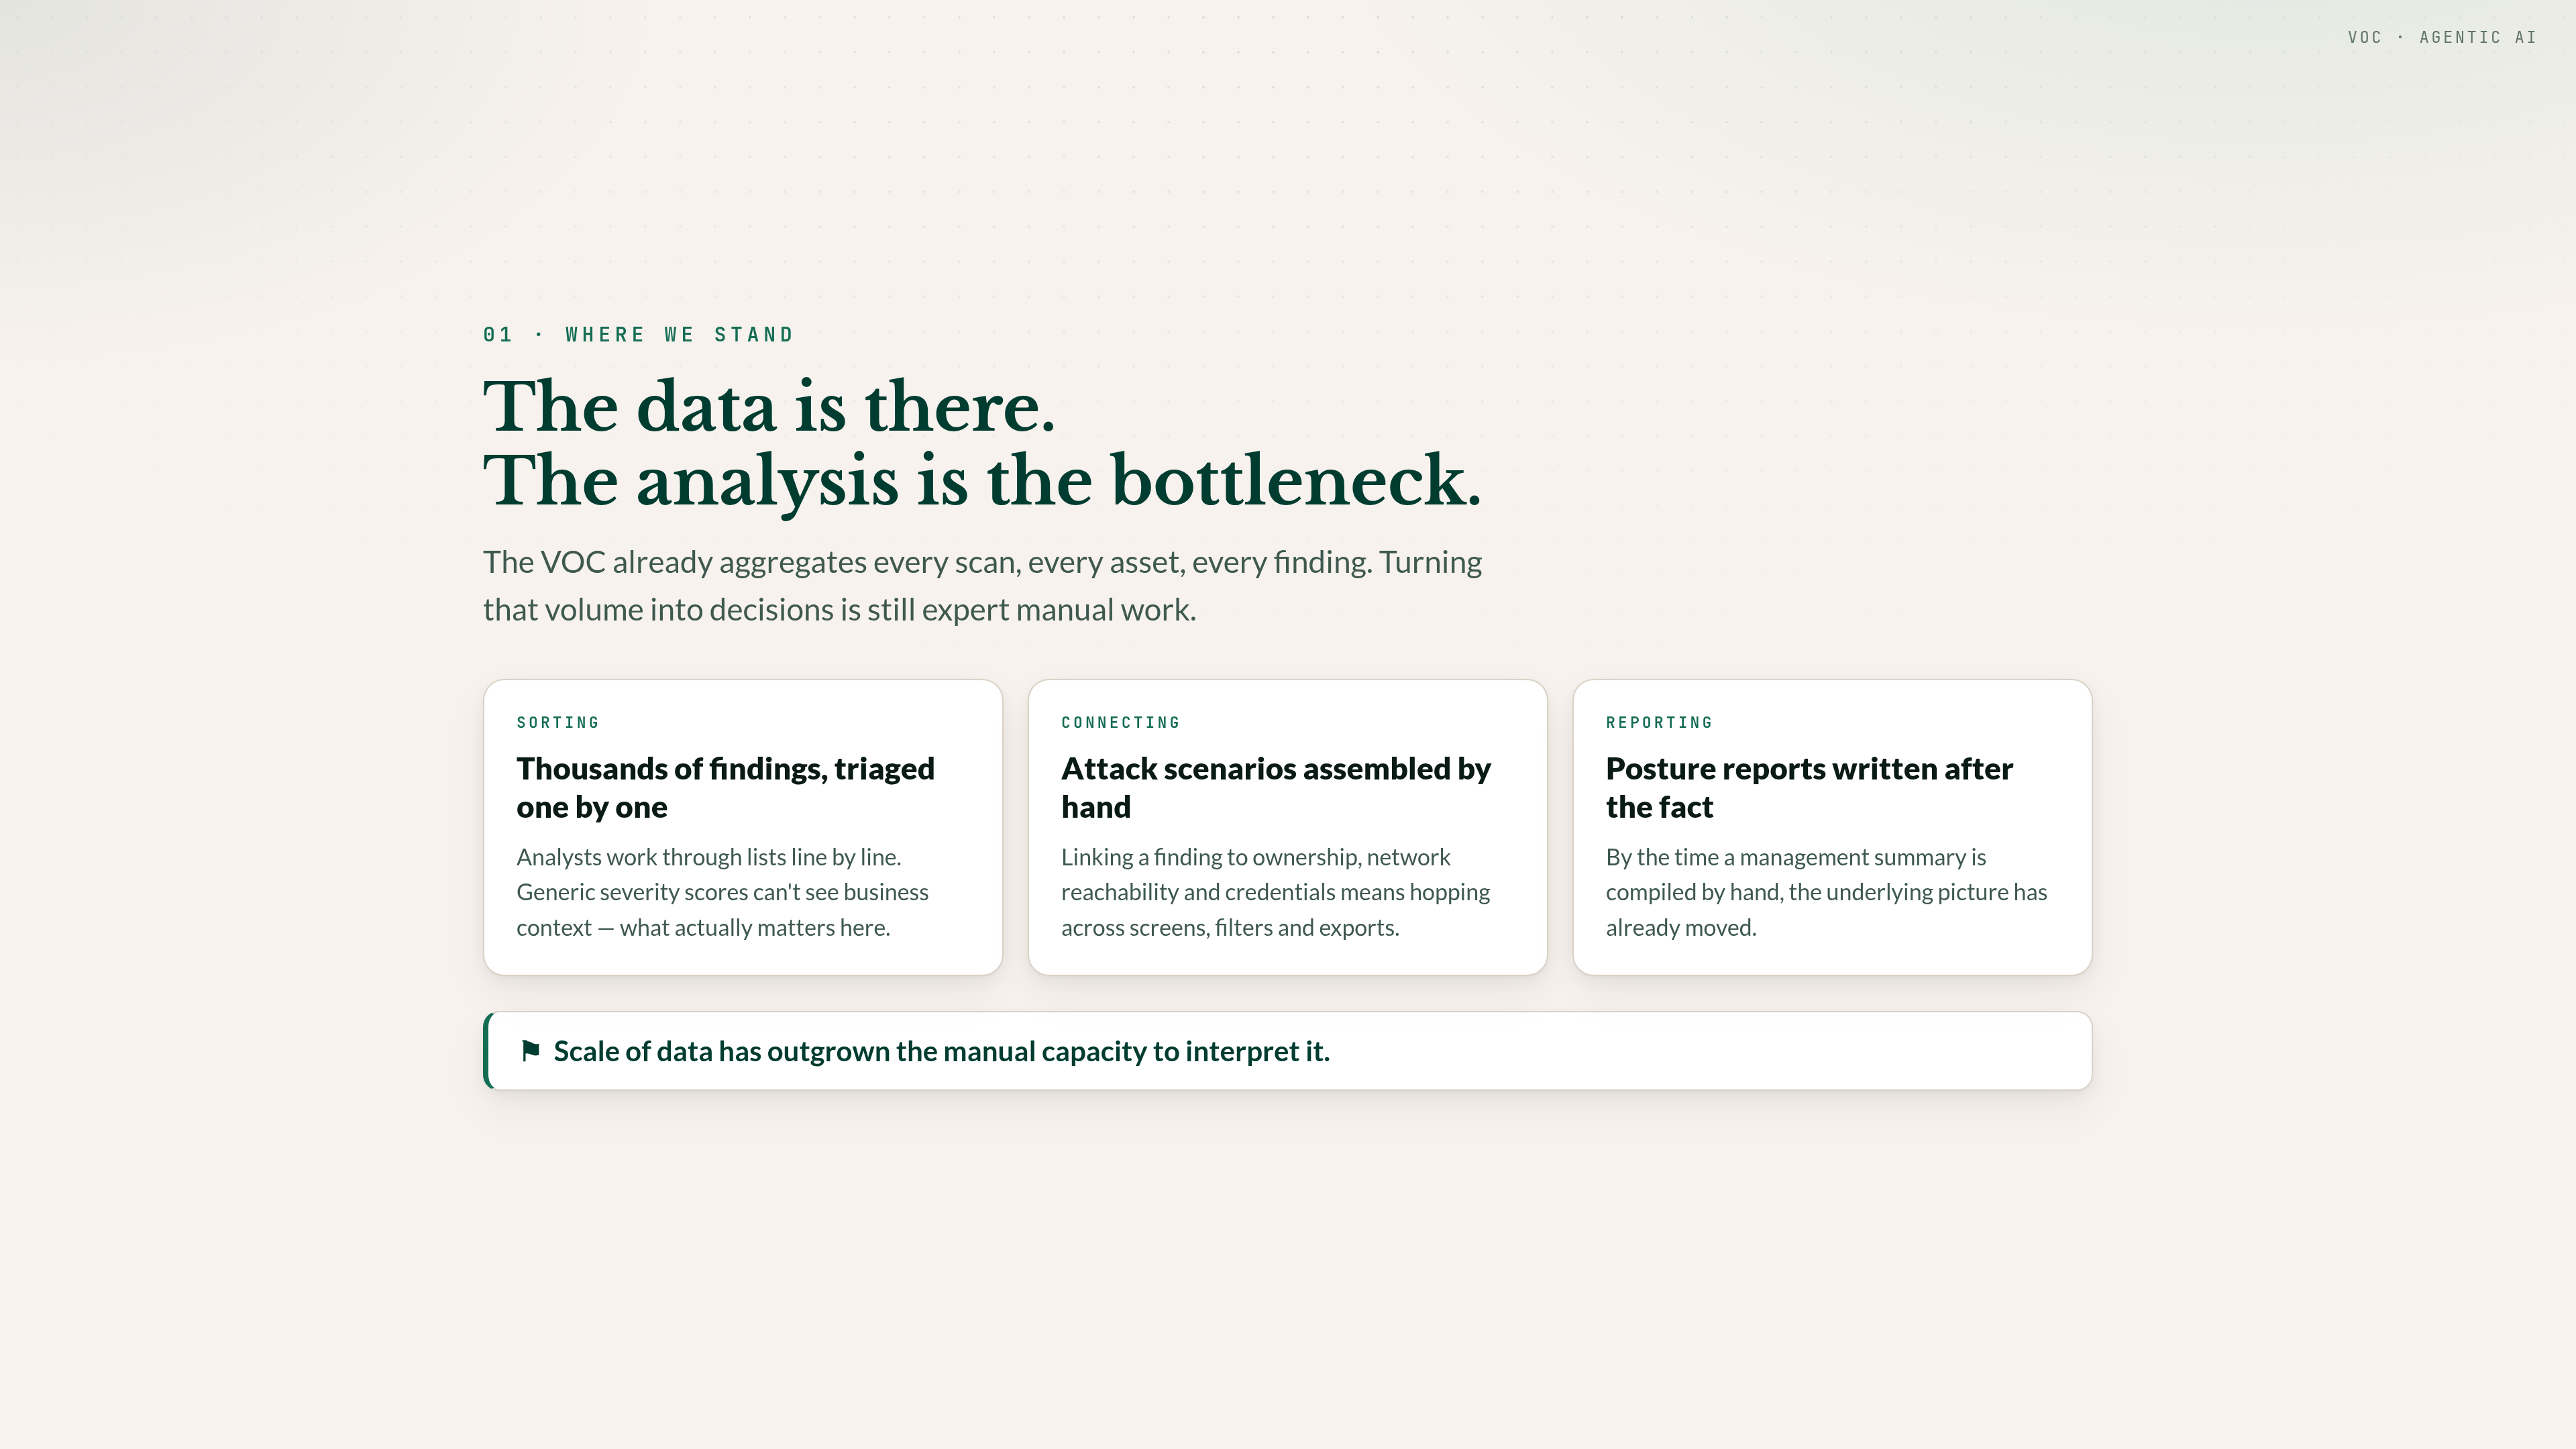 VOC · AGENTIC AI
01 · WHERE WE STAND
The data is there.
The analysis is the bottleneck.
The VOC already aggregates every scan, every asset, every finding. Turning
that volume into decisions is still expert manual work.
SORTING
Thousands of findings, triaged
one by one
Analysts work through lists line by line.
Generic severity scores can't see business
context — what actually matters here.
CONNECTING
Attack scenarios assembled by
hand
Linking a finding to ownership, network
reachability and credentials means hopping
across screens, filters and exports.
REPORTING
Posture reports written after
the fact
By the time a management summary is
compiled by hand, the underlying picture has
already moved.
⚑ Scale of data has outgrown the manual capacity to interpret it.